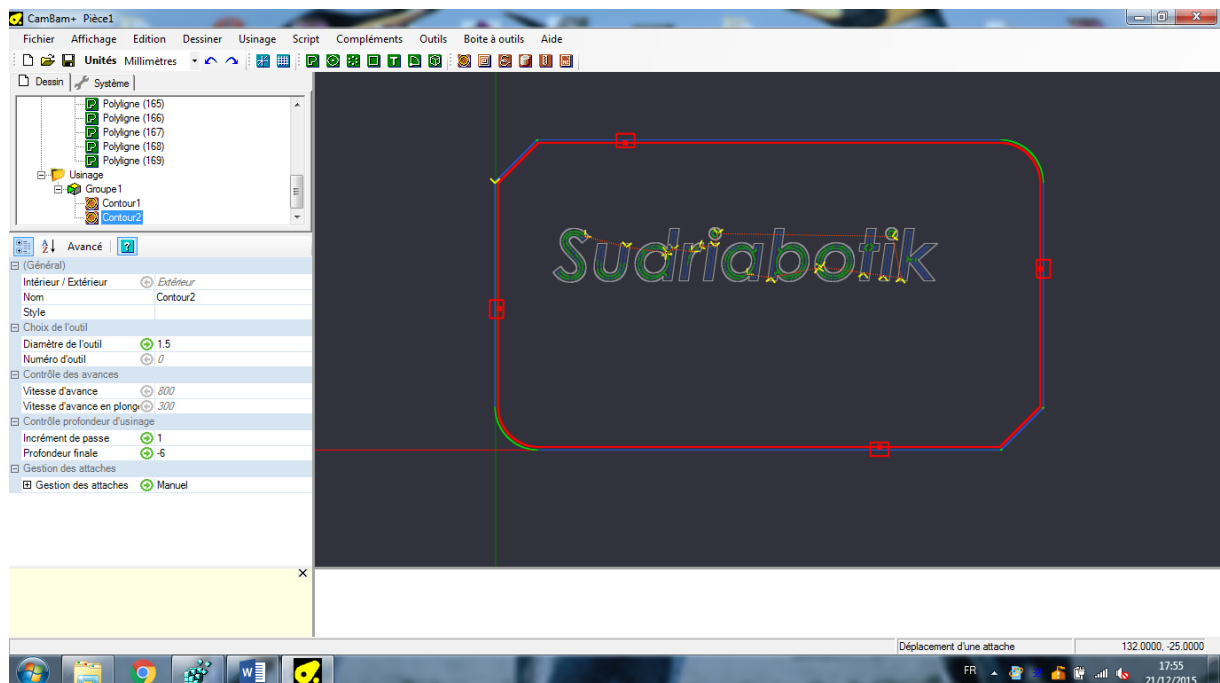 CamBam+ Pièce1
Fichier Affichage Edition Dessiner Usinage Script Compléments Outils Boite à outils Aide
Unités Millimètres
Dessin Système
Polyligne (165)
Polyligne (166)
Polyligne (167)
Polyligne (168)
Polyligne (169)
Usinage
Groupe1
Contour1
Contour2
Avancé
(Général)
Intérieur / Extérieur Extérieur
Nom Contour2
Style
Choix de l'outil
Diamètre de l'outil 1.5
Numéro d'outil 0
Contrôle des avances
Vitesse d'avance 800
Vitesse d'avance en plong 300
Contrôle profondeur d'usinage
Incrément de passe 1
Profondeur finale -6
Gestion des attaches
Gestion des attaches Manuel
Sudriabotik
Déplacement d'une attache 132.0000, -25.0000
FR 17:55
21/12/2015